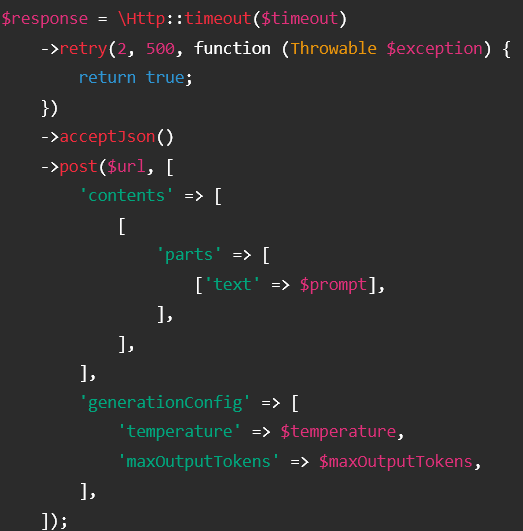 $response = \Http::timeout($timeout)
    ->retry(2, 500, function (Throwable $exception) {
        return true;
    })
    ->acceptJson()
    ->post($url, [
        'contents' => [
            [
                'parts' => [
                    ['text' => $prompt],
                ],
            ],
        ],
        'generationConfig' => [
            'temperature' => $temperature,
            'maxOutputTokens' => $maxOutputTokens,
        ],
    ]);